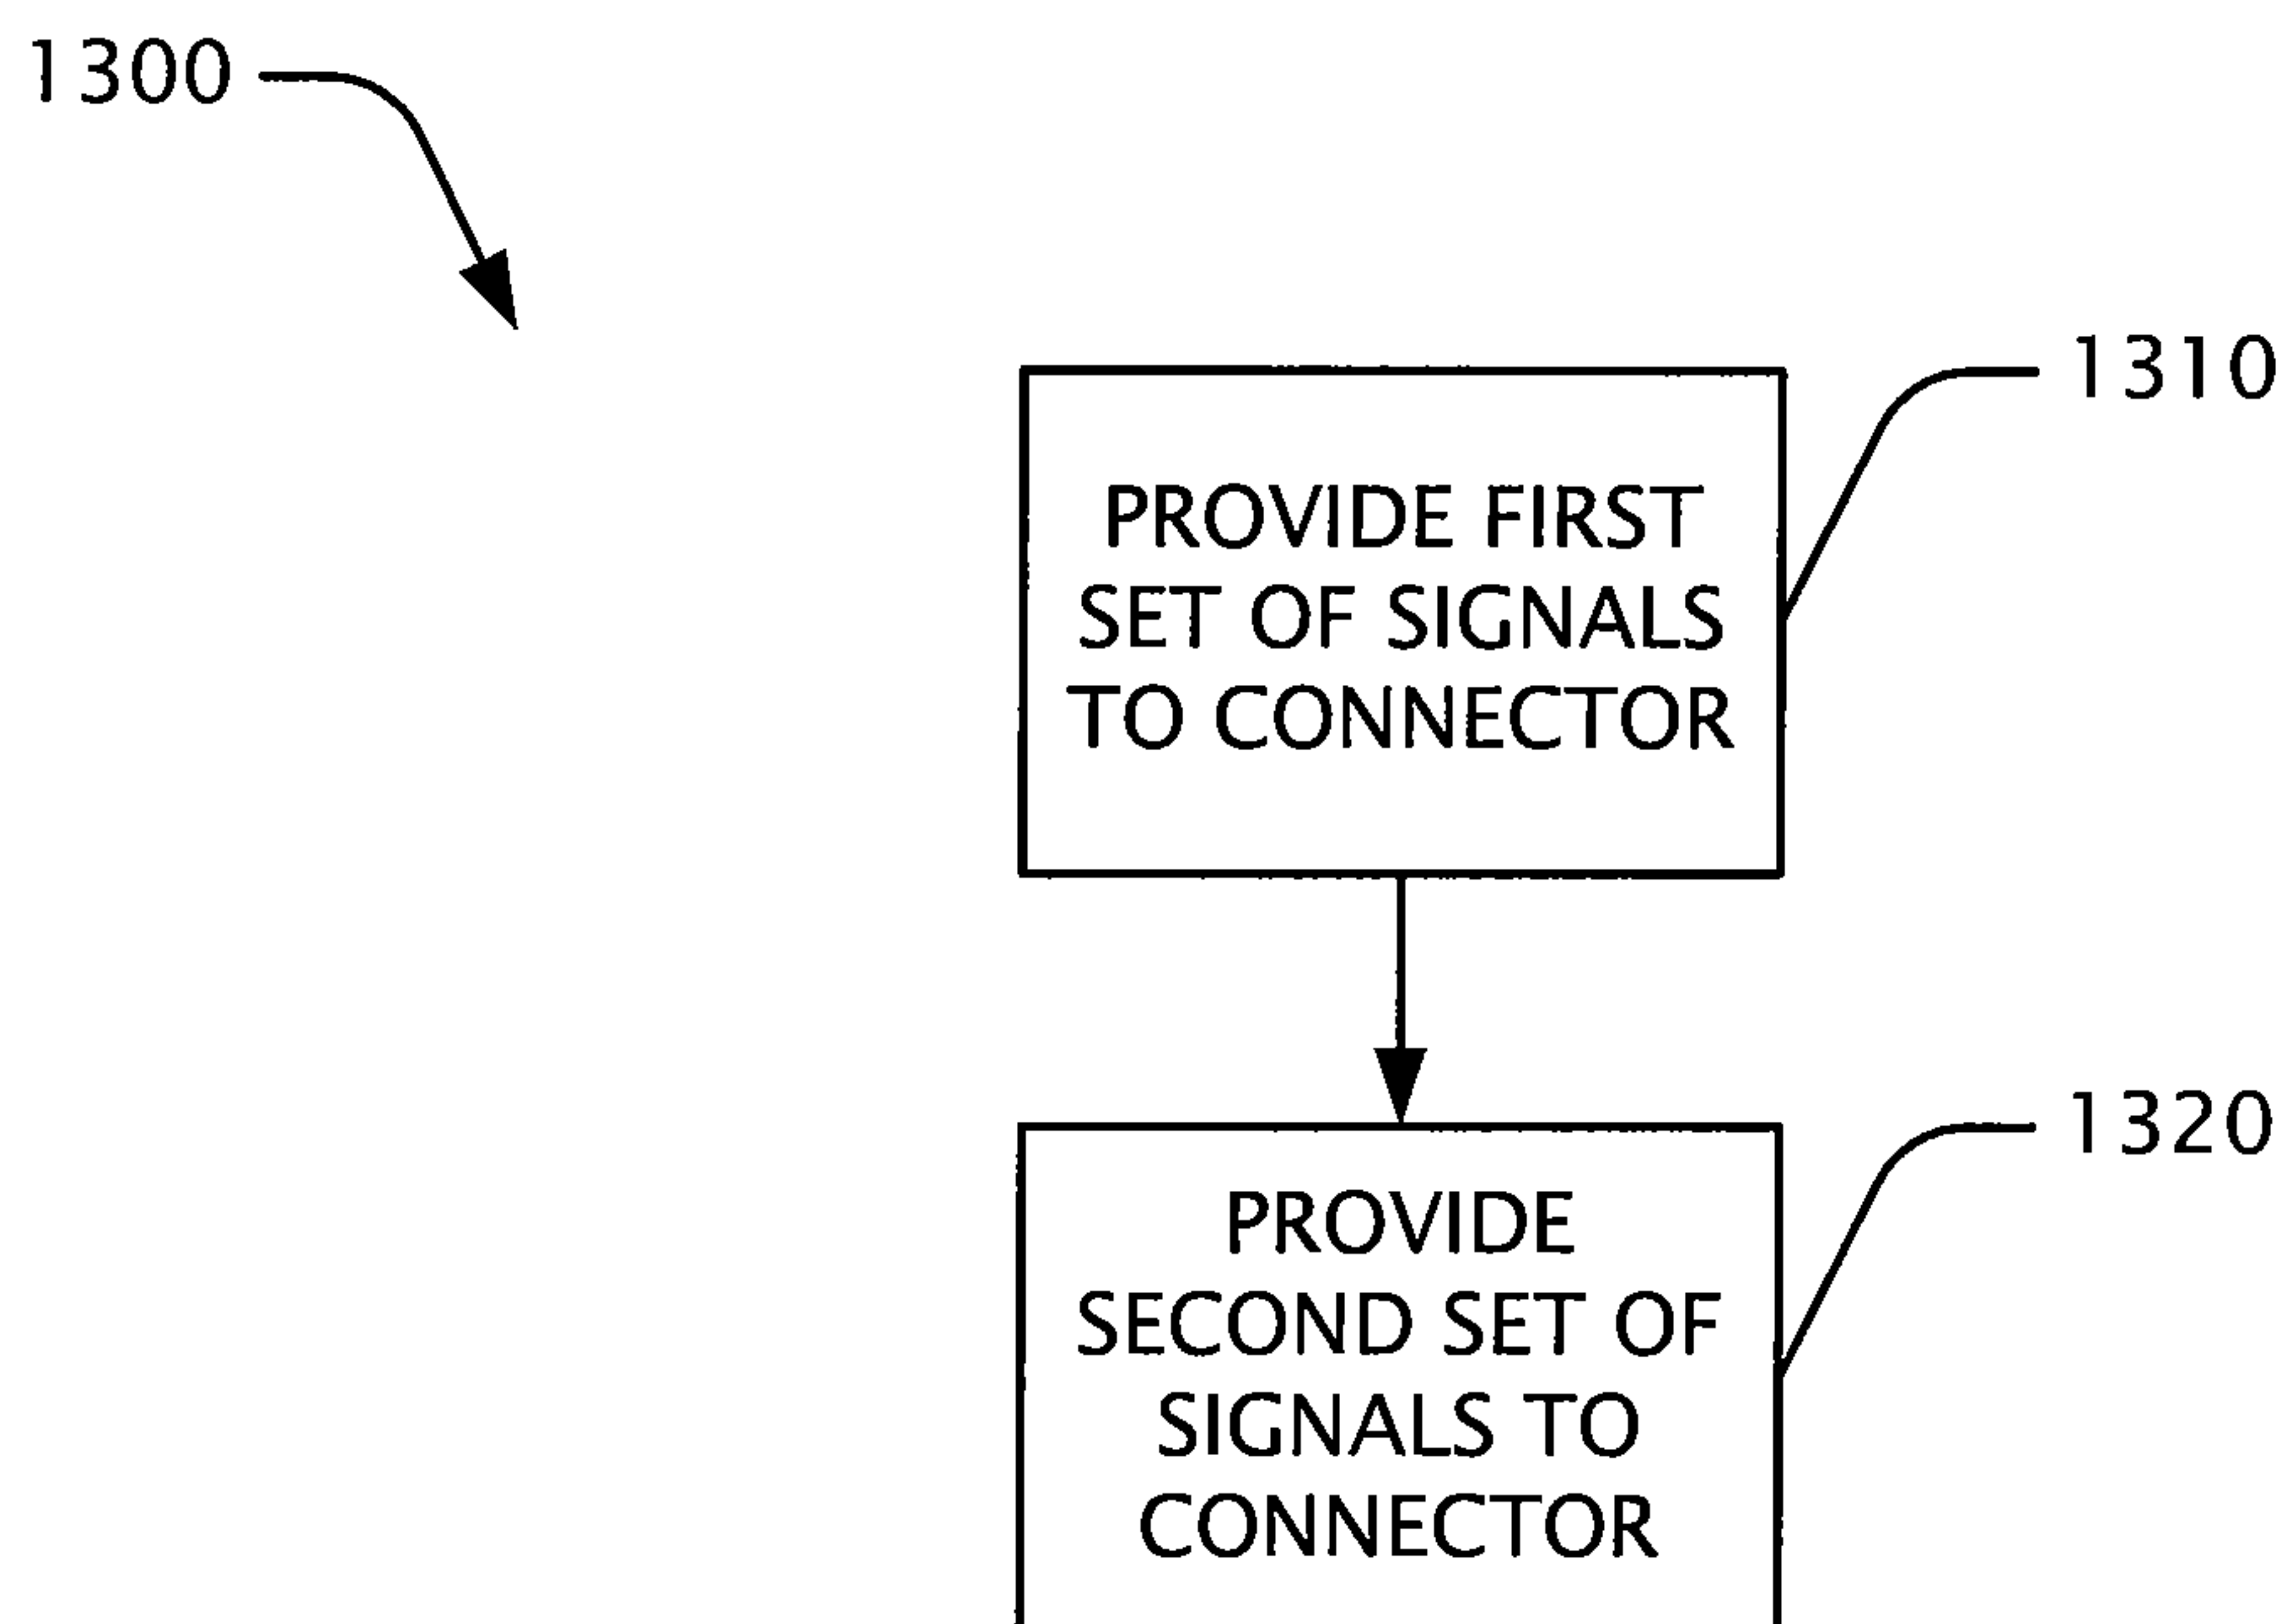 1300
1310
PROVIDE FIRST
SET OF SIGNALS
TO CONNECTOR
1320
PROVIDE
SECOND SET OF
SIGNALS TO
CONNECTOR